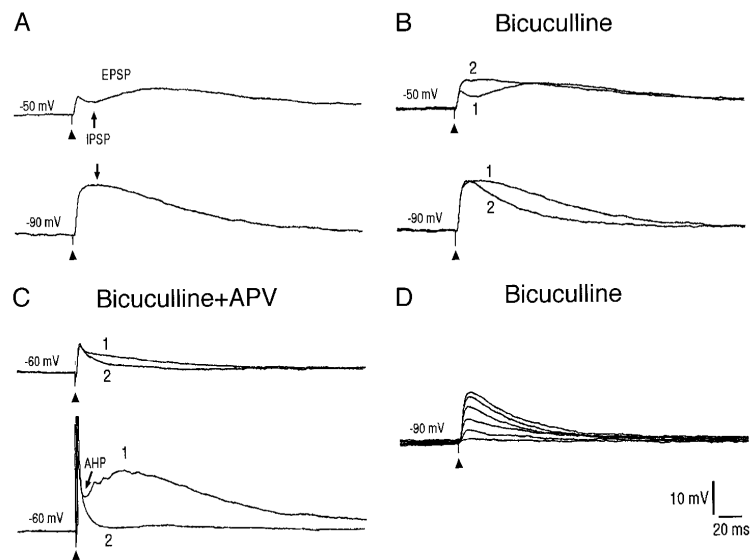 A
EPSP
-50 mV
IPSP
-90 mV
B
Bicuculline
2
-50 mV
1
1
-90 mV
2
C
Bicuculline+APV
1
-60 mV
2
AHP
1
-60 mV
2
D
Bicuculline
-90 mV
10 mV
20 ms